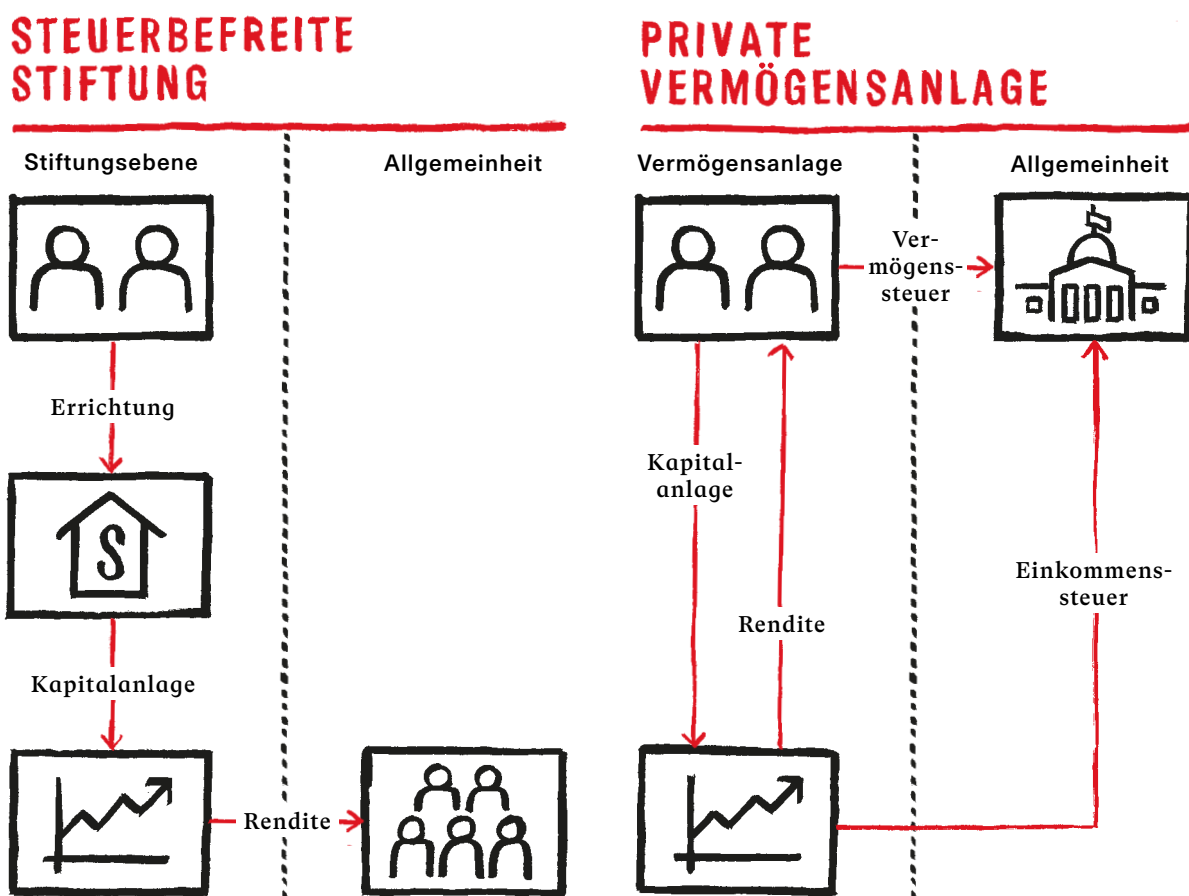 STEUERBEFREITE
STIFTUNG
Stiftungsebene
Allgemeinheit
Errichtung
S
Kapitalanlage
Rendite
PRIVATE
VERMÖGENSANLAGE
Vermögensanlage
Allgemeinheit
Ver-
mögens-
steuer
Kapital-
anlage
Rendite
Einkommens-
steuer